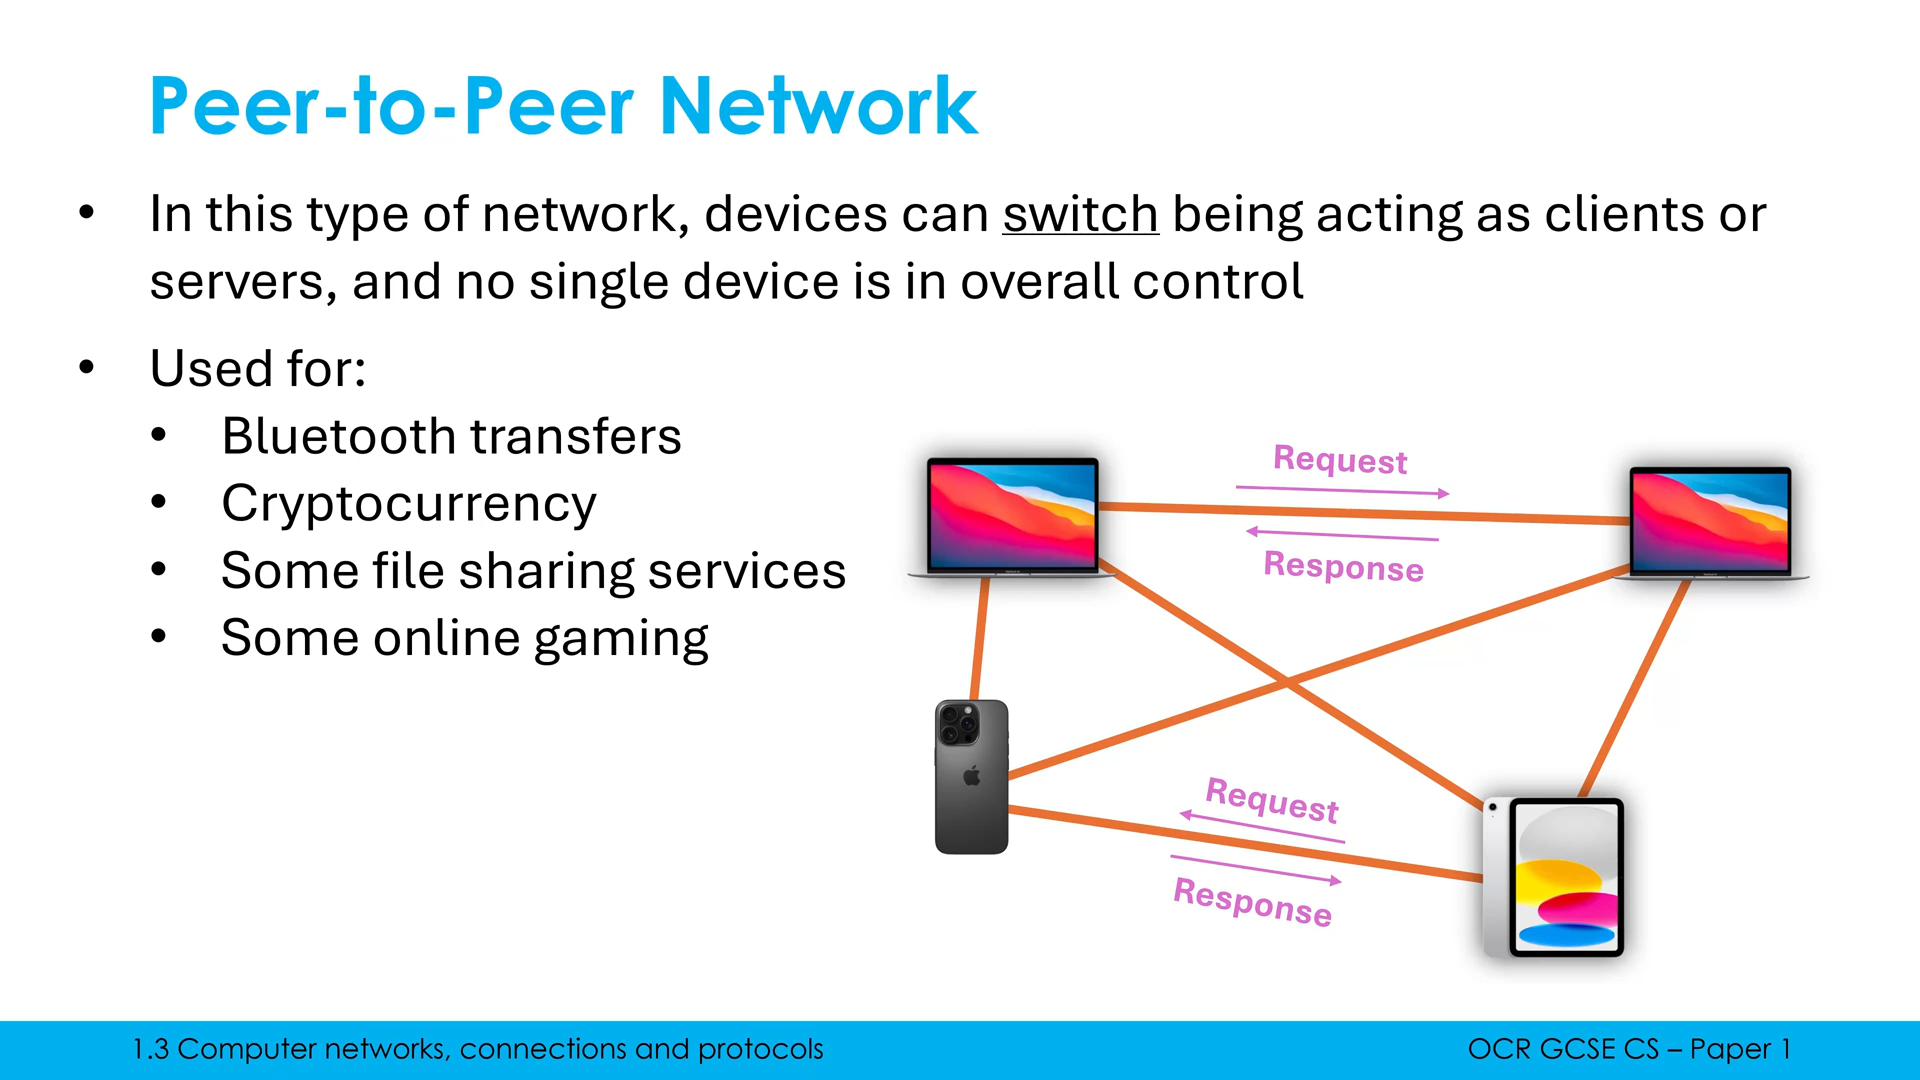 Peer-to-Peer Network
• In this type of network, devices can switch being acting as clients or
servers, and no single device is in overall control
• Used for:
• Bluetooth transfers
• Cryptocurrency
• Some file sharing services
• Some online gaming
Request
Response
Request
Response
1.3 Computer networks, connections and protocols
OCR GCSE CS – Paper 1